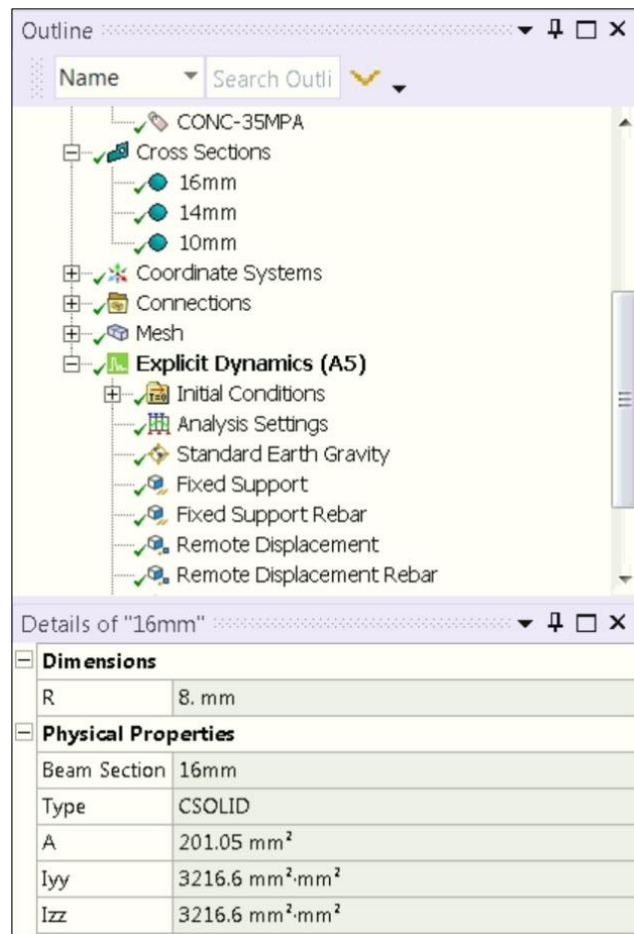 Outline
Name Search Outli
CONC-35MPA
Cross Sections
16mm
14mm
10mm
Coordinate Systems
Connections
Mesh
Explicit Dynamics (A5)
T=0 Initial Conditions
Analysis Settings
Standard Earth Gravity
Fixed Support
Fixed Support Rebar
Remote Displacement
Remote Displacement Rebar
Details of "16mm"
Dimensions
R 8. mm
Physical Properties
Beam Section 16mm
Type CSOLID
A 201.05 mm²
Iyy 3216.6 mm²·mm²
Izz 3216.6 mm²·mm²